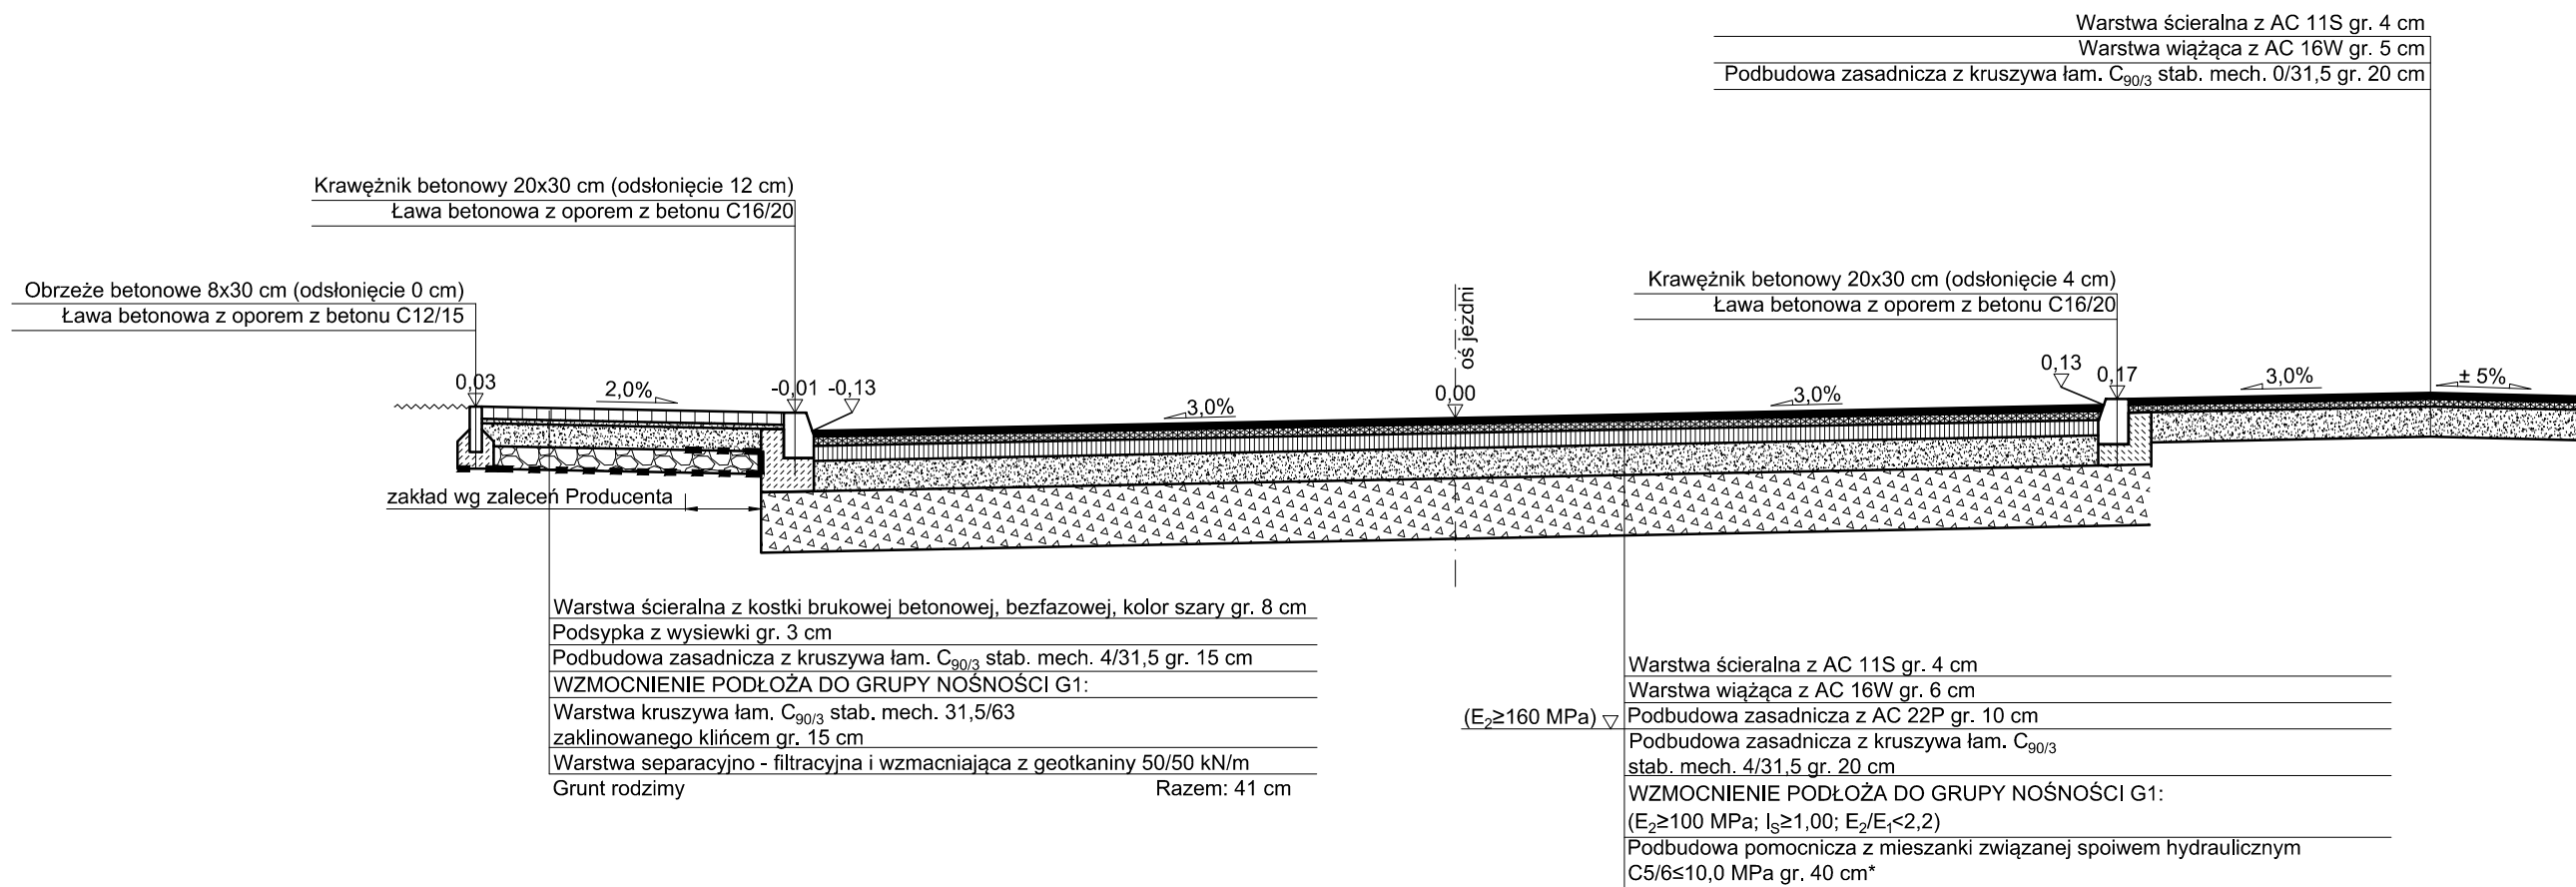 Warstwa ścieralna z AC 11S gr. 4 cm
Warstwa wiążąca z AC 16W gr. 5 cm
Podbudowa zasadnicza z kruszywa łam. C90/3 stab. mech. 0/31,5 gr. 20 cm
Krawężnik betonowy 20x30 cm (odsłonięcie 12 cm)
Ława betonowa z oporem z betonu C16/20
Obrzeże betonowe 8x30 cm (odsłonięcie 0 cm)
Ława betonowa z oporem z betonu C12/15
Krawężnik betonowy 20x30 cm (odsłonięcie 4 cm)
Ława betonowa z oporem z betonu C16/20
oś jezdni
0,03
2,0%
-0,01
-0,13
3,0%
0,00
3,0%
0,13
0,17
3,0%
± 5%
zakład wg zaleceń Producenta
Warstwa ścieralna z kostki brukowej betonowej, bezfazowej, kolor szary gr. 8 cm
Podsypka z wysiewki gr. 3 cm
Podbudowa zasadnicza z kruszywa łam. C90/3 stab. mech. 4/31,5 gr. 15 cm
WZMOCNIENIE PODŁOŻA DO GRUPY NOŚNOŚCI G1:
Warstwa kruszywa łam. C90/3 stab. mech. 31,5/63
zaklinowanego klińcem gr. 15 cm
Warstwa separacyjno - filtracyjna i wzmacniająca z geotkaniny 50/50 kN/m
Grunt rodzimy Razem: 41 cm
Warstwa ścieralna z AC 11S gr. 4 cm
Warstwa wiążąca z AC 16W gr. 6 cm
(E2≥160 MPa) Podbudowa zasadnicza z AC 22P gr. 10 cm
Podbudowa zasadnicza z kruszywa łam. C90/3
stab. mech. 4/31,5 gr. 20 cm
WZMOCNIENIE PODŁOŻA DO GRUPY NOŚNOŚCI G1:
(E2≥100 MPa; IS≥1,00; E2/E1<2,2)
Podbudowa pomocnicza z mieszanki związanej spoiwem hydraulicznym
C5/6≤10,0 MPa gr. 40 cm*